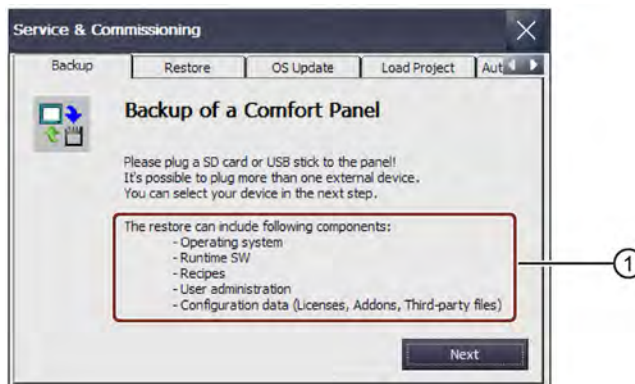 Service & Commissioning
Backup
Restore
OS Update
Load Project
Aut
Backup of a Comfort Panel
Please plug a SD card or USB stick to the panel!
It's possible to plug more than one external device.
You can select your device in the next step.
The restore can include following components:
- Operating system
- Runtime SW
- Recipes
- User administration
- Configuration data (Licenses, Addons, Third-party files)
1
Next